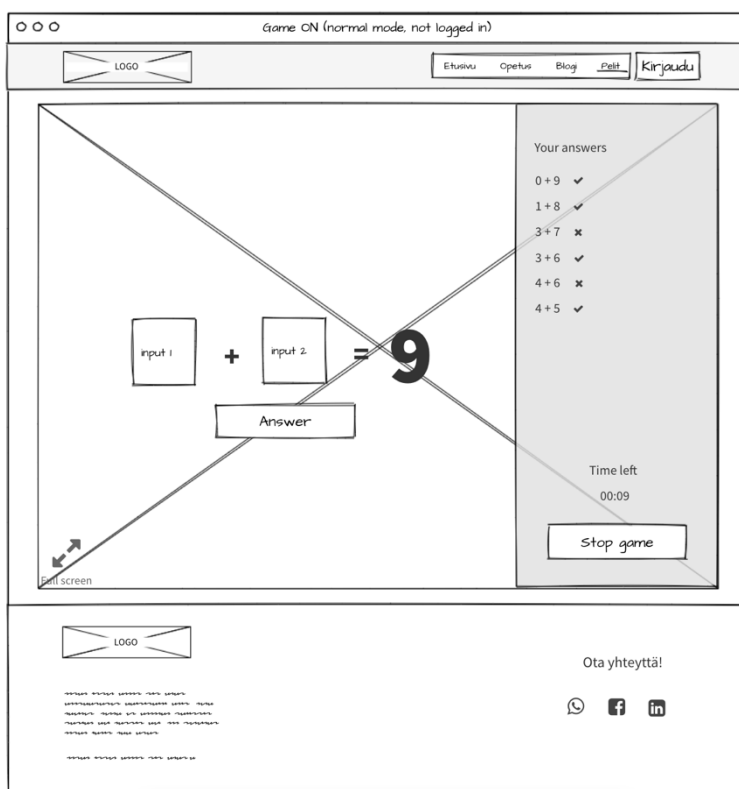 Game ON (normal mode, not logged in)
LOGO
Etusivu Opetus Blogi Pelit Kirjaudu
Your answers
0 + 9 ✔
1 + 8 ✔
3 + 7 ✖
3 + 6 ✔
4 + 6 ✖
4 + 5 ✔
input 1 + input 2 = 9
Answer
Time left
00:09
Stop game
Full screen
LOGO
Ota yhteyttä!